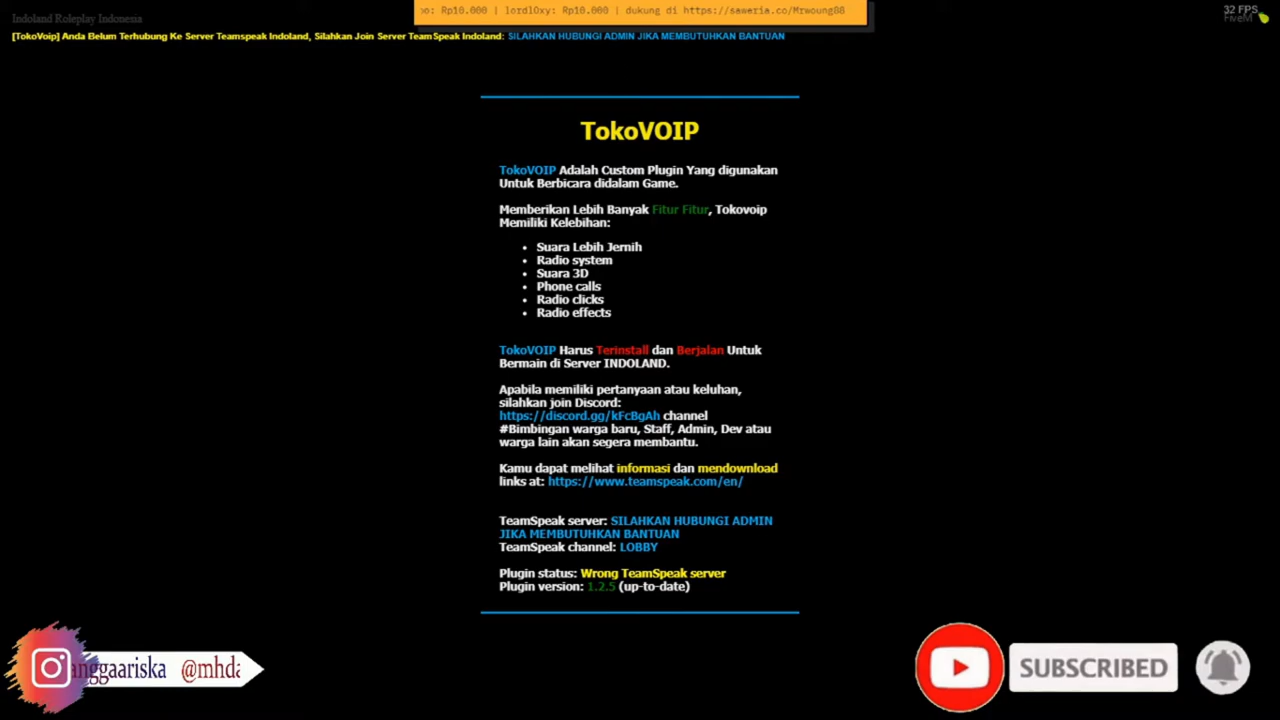 Indoland Roleplay Indonesia
oo: Rp10.000 | lordl0xy: Rp10.000 | dukung di https://saweria.co/Mrwoung88
32 FPS
FiveM
[TokoVoip] Anda Belum Terhubung Ke Server Teamspeak Indoland, Silahkan Join Server TeamSpeak Indoland: SILAHKAN HUBUNGI ADMIN JIKA MEMBUTUHKAN BANTUAN
TokoVOIP
TokoVOIP Adalah Custom Plugin Yang digunakan
Untuk Berbicara didalam Game.
Memberikan Lebih Banyak Fitur Fitur, Tokovoip
Memiliki Kelebihan:
• Suara Lebih Jernih
• Radio system
• Suara 3D
• Phone calls
• Radio clicks
• Radio effects
TokoVOIP Harus Terinstall dan Berjalan Untuk
Bermain di Server INDOLAND.
Apabila memiliki pertanyaan atau keluhan,
silahkan join Discord:
https://discord.gg/kFcBgAh channel
#Bimbingan warga baru, Staff, Admin, Dev atau
warga lain akan segera membantu.
Kamu dapat melihat informasi dan mendownload
links at: https://www.teamspeak.com/en/
TeamSpeak server: SILAHKAN HUBUNGI ADMIN
JIKA MEMBUTUHKAN BANTUAN
TeamSpeak channel: LOBBY
Plugin status: Wrong TeamSpeak server
Plugin version: 1.2.5 (up-to-date)
anggaariska @mhda
SUBSCRIBED